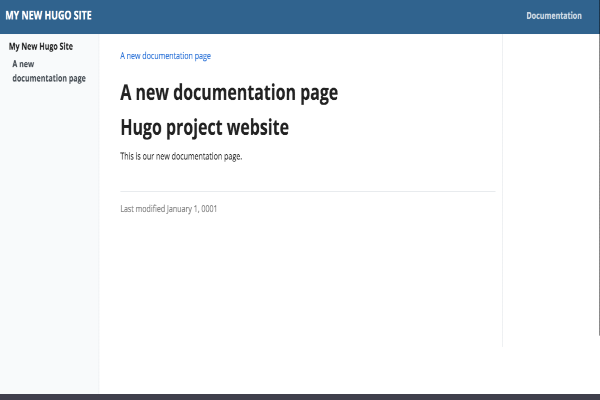 MY NEW HUGO SITE
Documentation
My New Hugo Site
A new
documentation page
A new documentation page
A new documentation page
Hugo project website
This is our new documentation page.
Last modified January 1, 0001